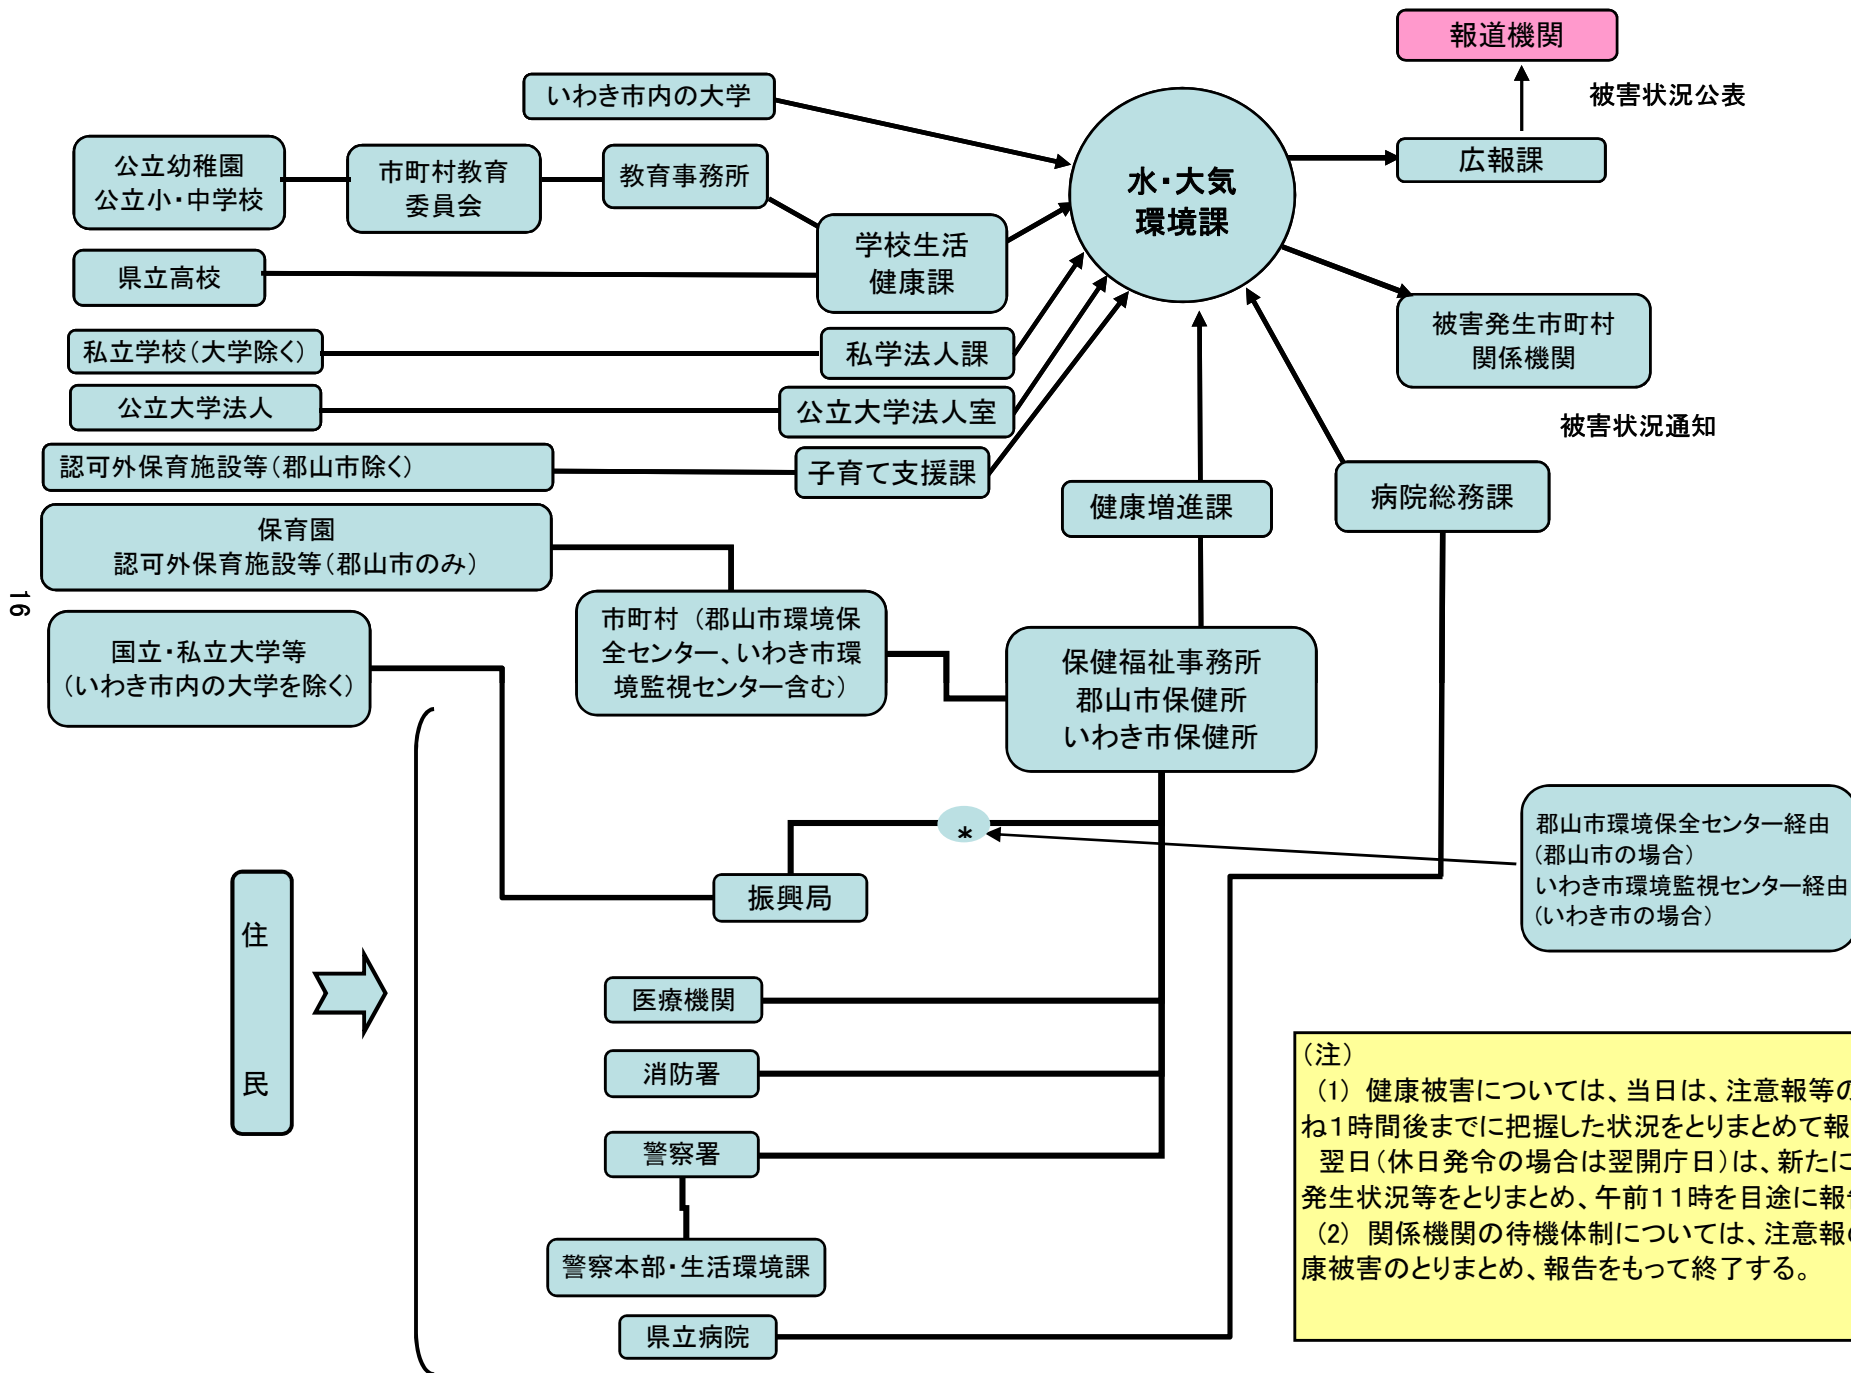 報道機関
被害状況公表
いわき市内の大学
広報課
公立幼稚園
公立小・中学校
市町村教育
委員会
教育事務所
水・大気
環境課
学校生活
健康課
県立高校
被害発生市町村
関係機関
私立学校（大学除く）
私学法人課
公立大学法人
公立大学法人室
被害状況通知
認可外保育施設等（郡山市除く）
子育て支援課
健康増進課
病院総務課
保育園
認可外保育施設等（郡山市のみ）
16
国立・私立大学等
（いわき市内の大学を除く）
市町村 （郡山市環境保
全センター、いわき市環
境監視センター含む）
保健福祉事務所
郡山市保健所
いわき市保健所
*
郡山市環境保全センター経由
（郡山市の場合）
いわき市環境監視センター経由
（いわき市の場合）
振興局
住
民
医療機関
消防署
警察署
警察本部・生活環境課
県立病院
（注）
（1） 健康被害については、当日は、注意報等の
ね１時間後までに把握した状況をとりまとめて報
翌日（休日発令の場合は翌開庁日）は、新たに
発生状況等をとりまとめ、午前１１時を目途に報
（2） 関係機関の待機体制については、注意報
康被害のとりまとめ、報告をもって終了する。